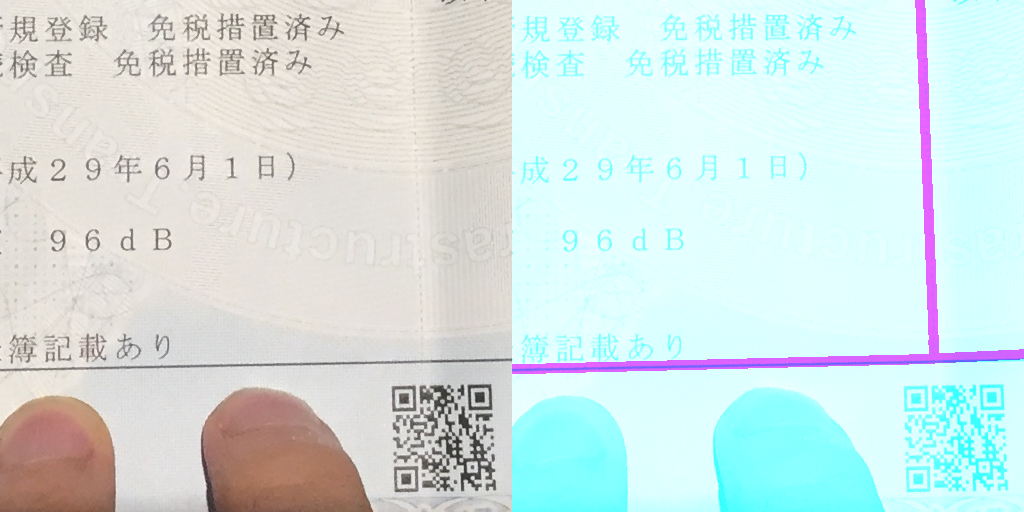 規登録 免税措置済み 規登録 免税措置済み
検査 免税措置済み 検査 免税措置済み
成29年6月1日) 成29年6月1日)
96dB 96dB
簿記載あり 簿記載あり